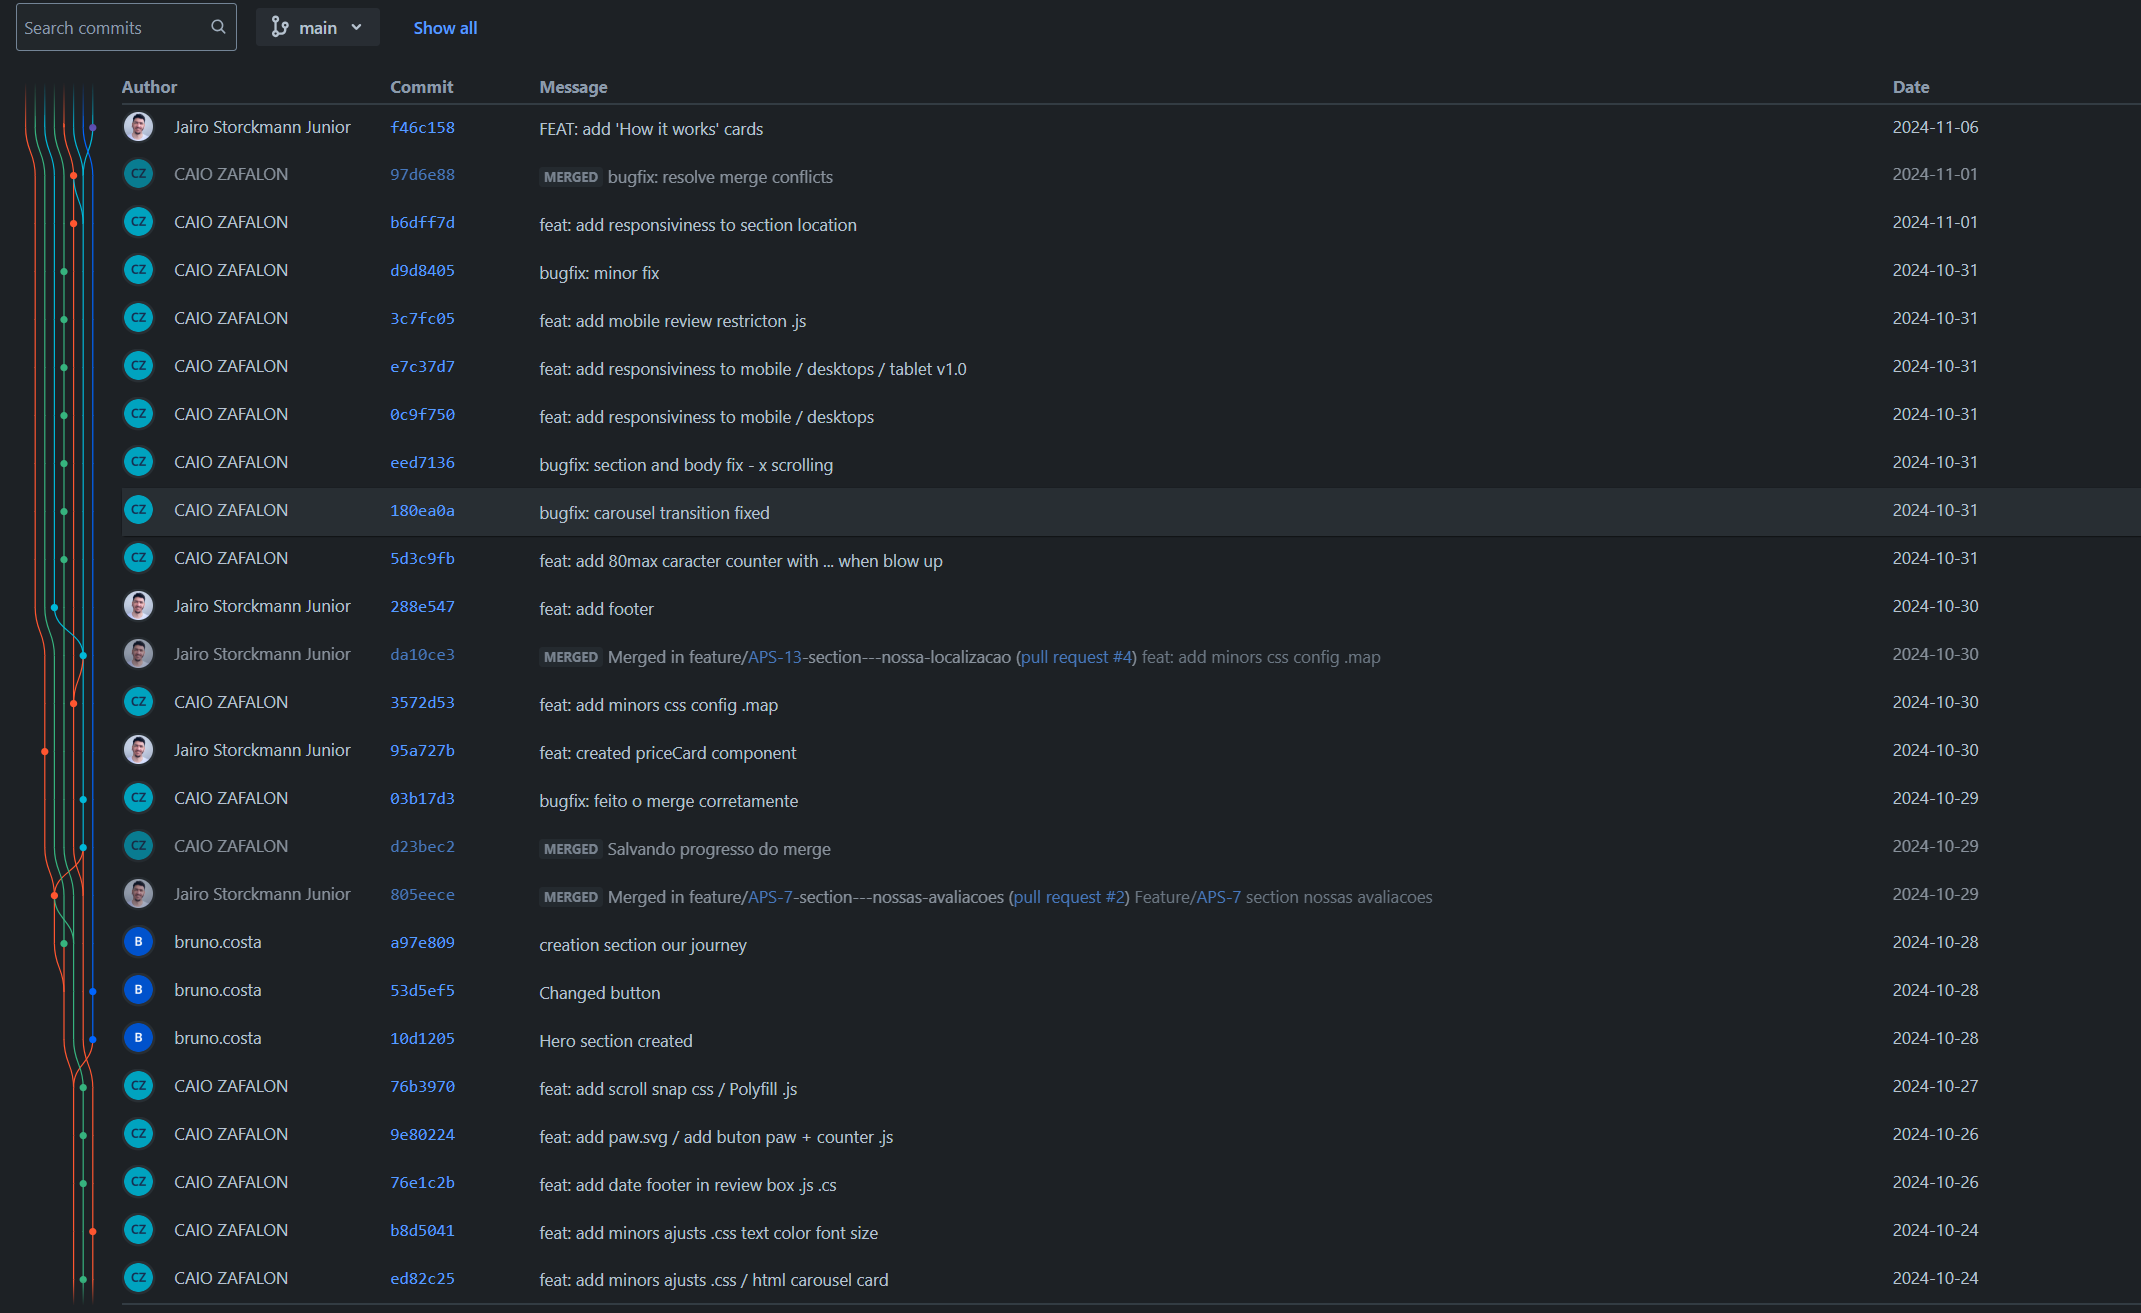 Search commits main Show all
Author Commit Message Date
Jairo Storckmann Junior f46c158 FEAT: add 'How it works' cards 2024-11-06
CZ CAIO ZAFALON 97d6e88 MERGED bugfix: resolve merge conflicts 2024-11-01
CZ CAIO ZAFALON b6dff7d feat: add responsiviness to section location 2024-11-01
CZ CAIO ZAFALON d9d8405 bugfix: minor fix 2024-10-31
CZ CAIO ZAFALON 3c7fc05 feat: add mobile review restricton .js 2024-10-31
CZ CAIO ZAFALON e7c37d7 feat: add responsiviness to mobile / desktops / tablet v1.0 2024-10-31
CZ CAIO ZAFALON 0c9f750 feat: add responsiviness to mobile / desktops 2024-10-31
CZ CAIO ZAFALON eed7136 bugfix: section and body fix - x scrolling 2024-10-31
CZ CAIO ZAFALON 180ea0a bugfix: carousel transition fixed 2024-10-31
CZ CAIO ZAFALON 5d3c9fb feat: add 80max caracter counter with ... when blow up 2024-10-31
Jairo Storckmann Junior 288e547 feat: add footer 2024-10-30
Jairo Storckmann Junior da10ce3 MERGED Merged in feature/APS-13-section---nossa-localizacao (pull request #4) feat: add minors css config .map 2024-10-30
CZ CAIO ZAFALON 3572d53 feat: add minors css config .map 2024-10-30
Jairo Storckmann Junior 95a727b feat: created priceCard component 2024-10-30
CZ CAIO ZAFALON 03b17d3 bugfix: feito o merge corretamente 2024-10-29
CZ CAIO ZAFALON d23bec2 MERGED Salvando progresso do merge 2024-10-29
Jairo Storckmann Junior 805eece MERGED Merged in feature/APS-7-section---nossas-avaliacoes (pull request #2) Feature/APS-7 section nossas avaliacoes 2024-10-29
B bruno.costa a97e809 creation section our journey 2024-10-28
B bruno.costa 53d5ef5 Changed button 2024-10-28
B bruno.costa 10d1205 Hero section created 2024-10-28
CZ CAIO ZAFALON 76b3970 feat: add scroll snap css / Polyfill .js 2024-10-27
CZ CAIO ZAFALON 9e80224 feat: add paw.svg / add buton paw + counter .js 2024-10-26
CZ CAIO ZAFALON 76e1c2b feat: add date footer in review box .js .cs 2024-10-26
CZ CAIO ZAFALON b8d5041 feat: add minors ajusts .css text color font size 2024-10-24
CZ CAIO ZAFALON ed82c25 feat: add minors ajusts .css / html carousel card 2024-10-24